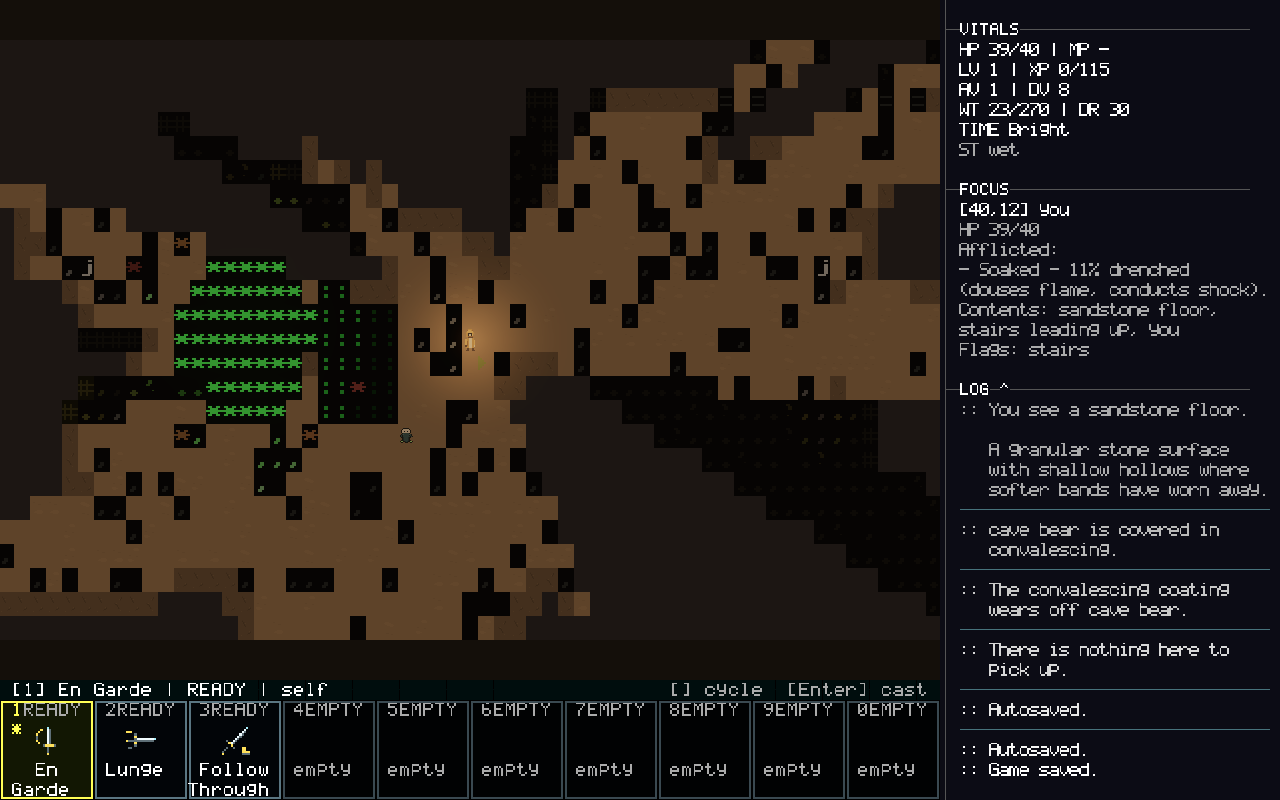 VITALS
HP 39/40 | MP -
LV 1 | XP 0/115
AV 1 | DV 8
WT 23/270 | DR 30
TIME Bright
ST wet
FOCUS
[40,12] You
HP 39/40
Afflicted:
- Soaked - 11% drenched
(douses flame, conducts shock).
Contents: sandstone floor,
stairs leading up, You
Flags: stairs
LOG ^
:: You see a sandstone floor.
A granular stone surface
with shallow hollows where
softer bands have worn away.
:: cave bear is covered in
convalescing.
:: The convalescing coating
wears off cave bear.
:: There is nothing here to
Pick up.
:: Autosaved.
:: Autosaved.
:: Game saved.
j
j
[1] En Garde | READY | self
[] cycle [Enter] cast
1READY 2READY 3READY 4EMPTY 5EMPTY 6EMPTY 7EMPTY 8EMPTY 9EMPTY 0EMPTY
*
En Garde
Lunge
Follow Through
empty empty empty empty empty empty empty